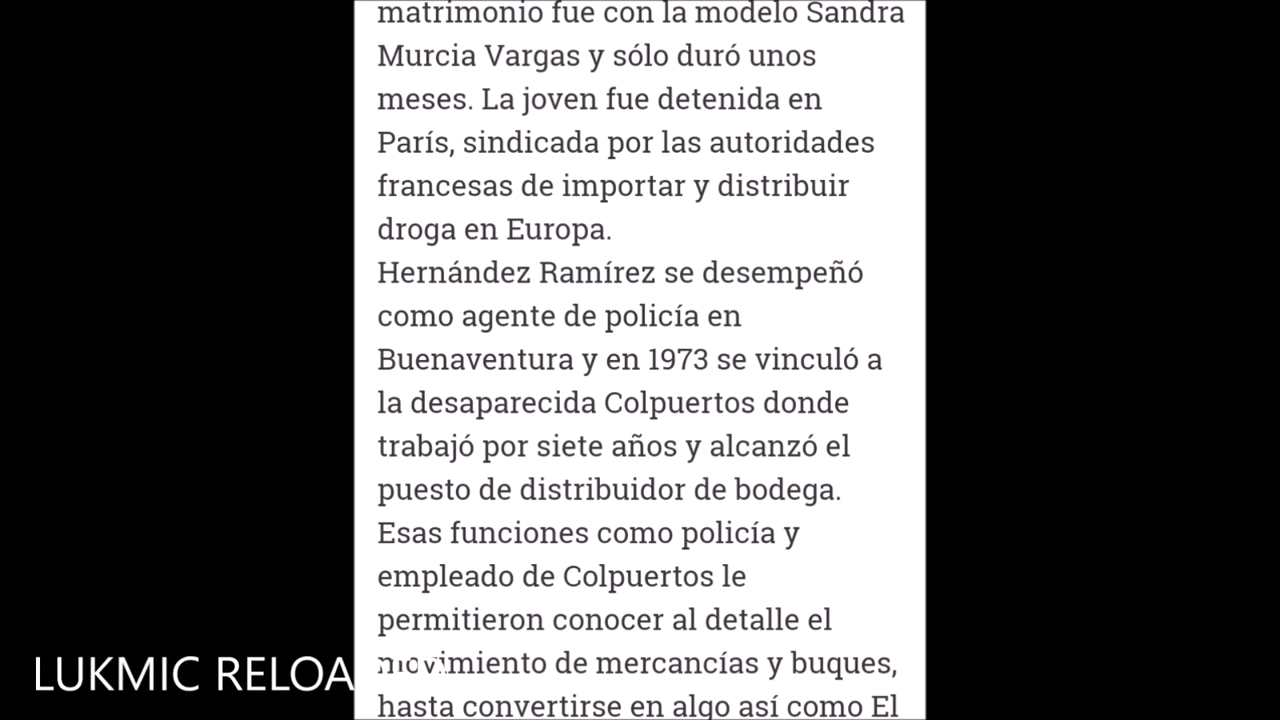 matrimonio fue con la modelo Sandra
Murcia Vargas y sólo duró unos
meses. La joven fue detenida en
París, sindicada por las autoridades
francesas de importar y distribuir
droga en Europa.
Hernández Ramírez se desempeñó
como agente de policía en
Buenaventura y en 1973 se vinculó a
la desaparecida Colpuertos donde
trabajó por siete años y alcanzó el
puesto de distribuidor de bodega.
Esas funciones como policía y
empleado de Colpuertos le
permitieron conocer al detalle el
movimiento de mercancías y buques,
hasta convertirse en algo así como El
LUKMIC RELOA